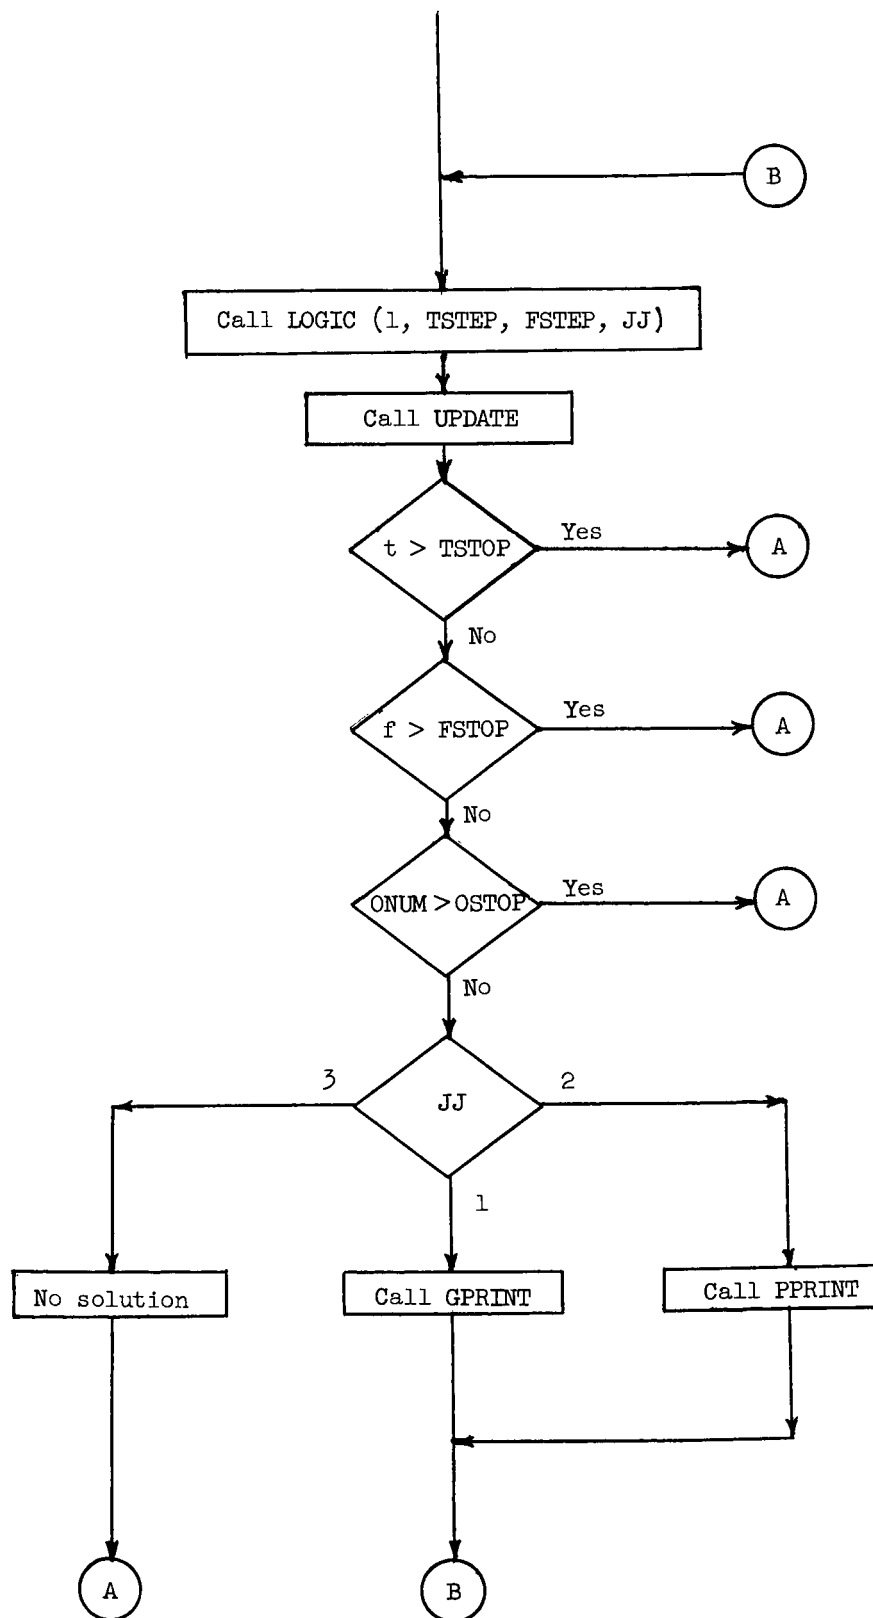 B
Call LOGIC (1, TSTEP, FSTEP, JJ)
Call UPDATE
t > TSTOP
Yes
A
No
f > FSTOP
Yes
A
No
ONUM > OSTOP
Yes
A
No
3
JJ
2
1
No solution
Call GPRINT
Call PPRINT
A
B